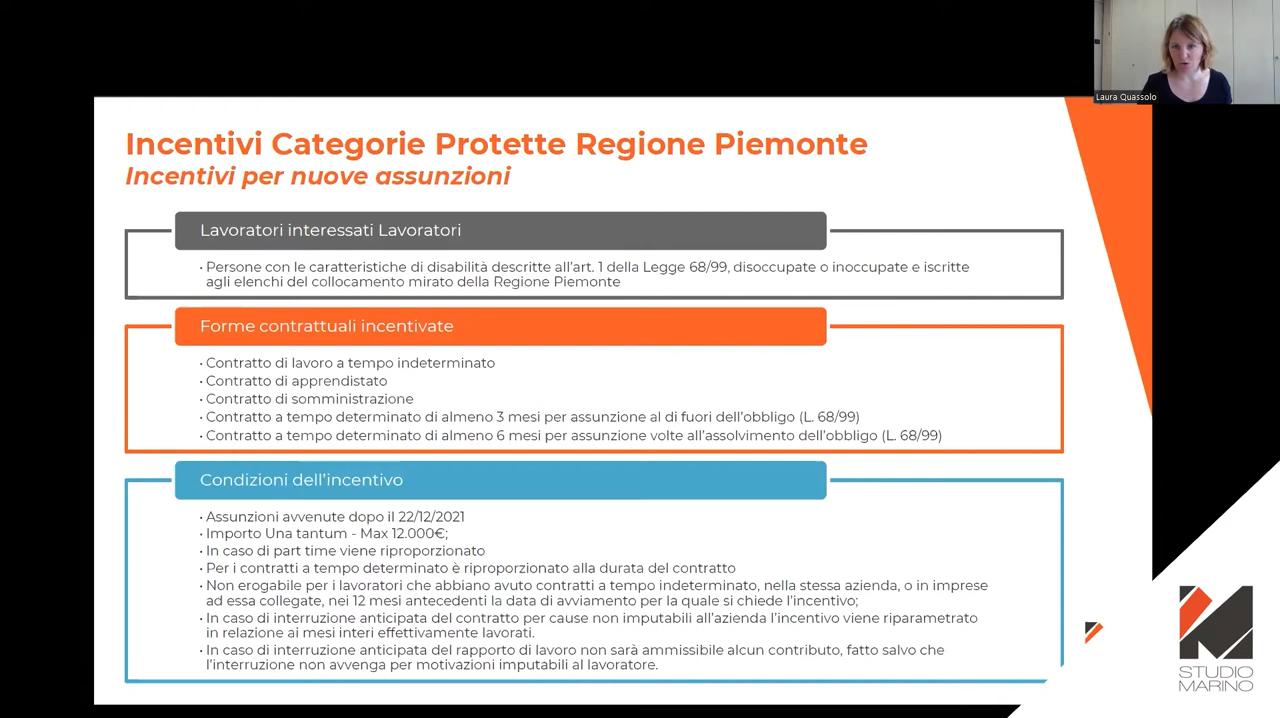 Laura Quassolo
Incentivi Categorie Protette Regione Piemonte
Incentivi per nuove assunzioni
Lavoratori interessati Lavoratori
• Persone con le caratteristiche di disabilità descritte all’art. 1 della Legge 68/99, disoccupate o inoccupate e iscritte
agli elenchi del collocamento mirato della Regione Piemonte
Forme contrattuali incentivate
• Contratto di lavoro a tempo indeterminato
• Contratto di apprendistato
• Contratto di somministrazione
• Contratto a tempo determinato di almeno 3 mesi per assunzione al di fuori dell’obbligo (L. 68/99)
• Contratto a tempo determinato di almeno 6 mesi per assunzione volte all’assolvimento dell’obbligo (L. 68/99)
Condizioni dell’incentivo
• Assunzioni avvenute dopo il 22/12/2021
• Importo Una tantum - Max 12.000€;
• In caso di part time viene riproporzionato
• Per i contratti a tempo determinato è riproporzionato alla durata del contratto
• Non erogabile per i lavoratori che abbiano avuto contratti a tempo indeterminato, nella stessa azienda, o in imprese
ad essa collegate, nei 12 mesi antecedenti la data di avviamento per la quale si chiede l’incentivo;
• In caso di interruzione anticipata del contratto per cause non imputabili all’azienda l’incentivo viene riparametrato
in relazione ai mesi interi effettivamente lavorati.
• In caso di interruzione anticipata del rapporto di lavoro non sarà ammissibile alcun contributo, fatto salvo che
l’interruzione non avvenga per motivazioni imputabili al lavoratore.
STUDIO
MARINO